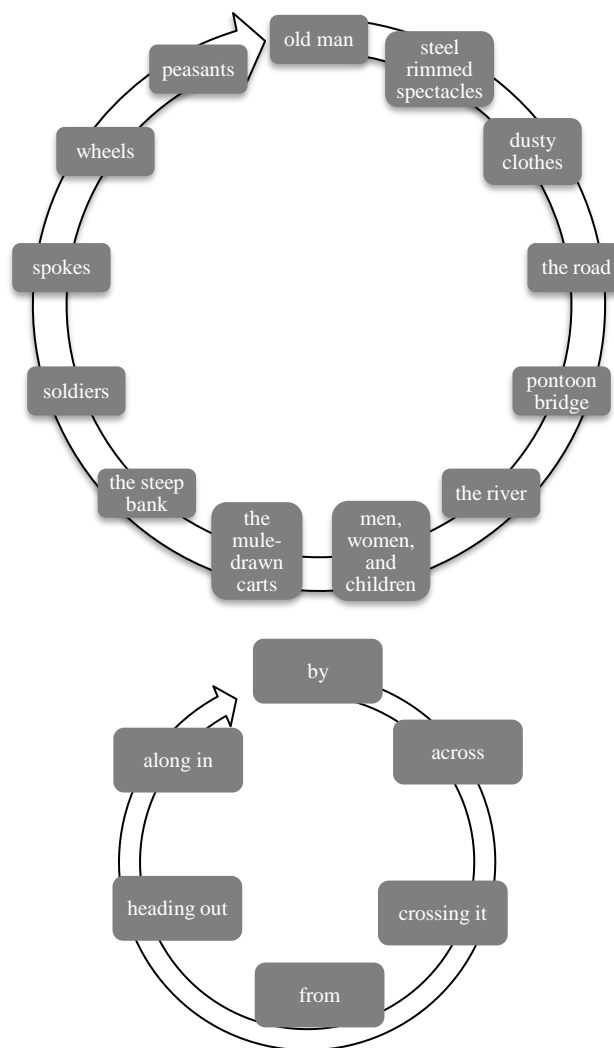 old man
steel
rimmed
spectacles
dusty
clothes
the road
pontoon
bridge
the river
men,
women,
and
children
the
mule-
drawn
carts
the steep
bank
soldiers
spokes
wheels
peasants
by
across
crossing it
from
heading out
along in